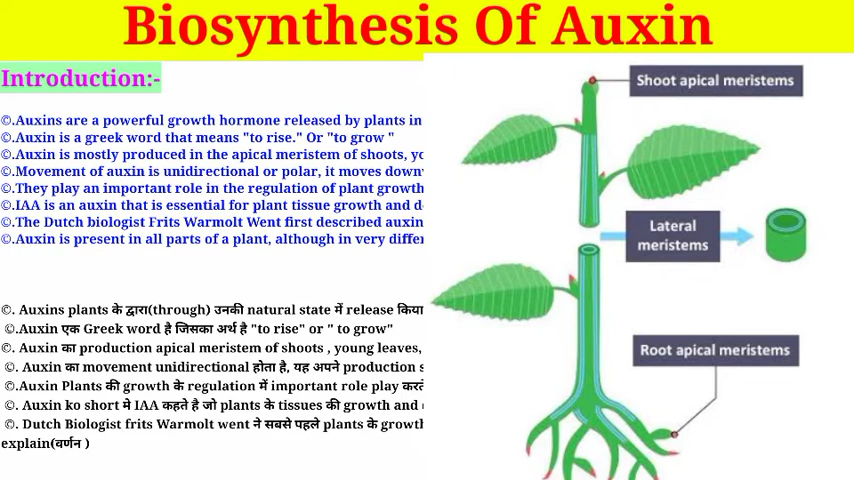 Biosynthesis Of Auxin
Introduction:-
©.Auxins are a powerful growth hormone released by plants in
©.Auxin is a greek word that means "to rise." Or "to grow "
©.Auxin is mostly produced in the apical meristem of shoots,
©.Movement of auxin is unidirectional or polar, it moves
©.They play an important role in the regulation of plant growth
©.IAA is an auxin that is essential for plant tissue growth and
©.The Dutch biologist Frits Warmolt Went first described auxin
©.Auxin is present in all parts of a plant, although in very
©. Auxins plants के द्वारा(through) उनकी natural state में release किया
©.Auxin एक Greek word है जिसका अर्थ है "to rise" or " to grow"
©. Auxin का production apical meristem of shoots , young leaves,
©. Auxin का movement unidirectional होता है, यह अपने production
©.Auxin Plants की growth के regulation में important role play
©. Auxin ko short मे IAA कहते है जो plants के tissues की growth and
©. Dutch Biologist frits Warmolt went ने सबसे पहले plants के growth
explain(वर्णन )
Shoot apical meristems
Lateral
meristems
Root apical meristems